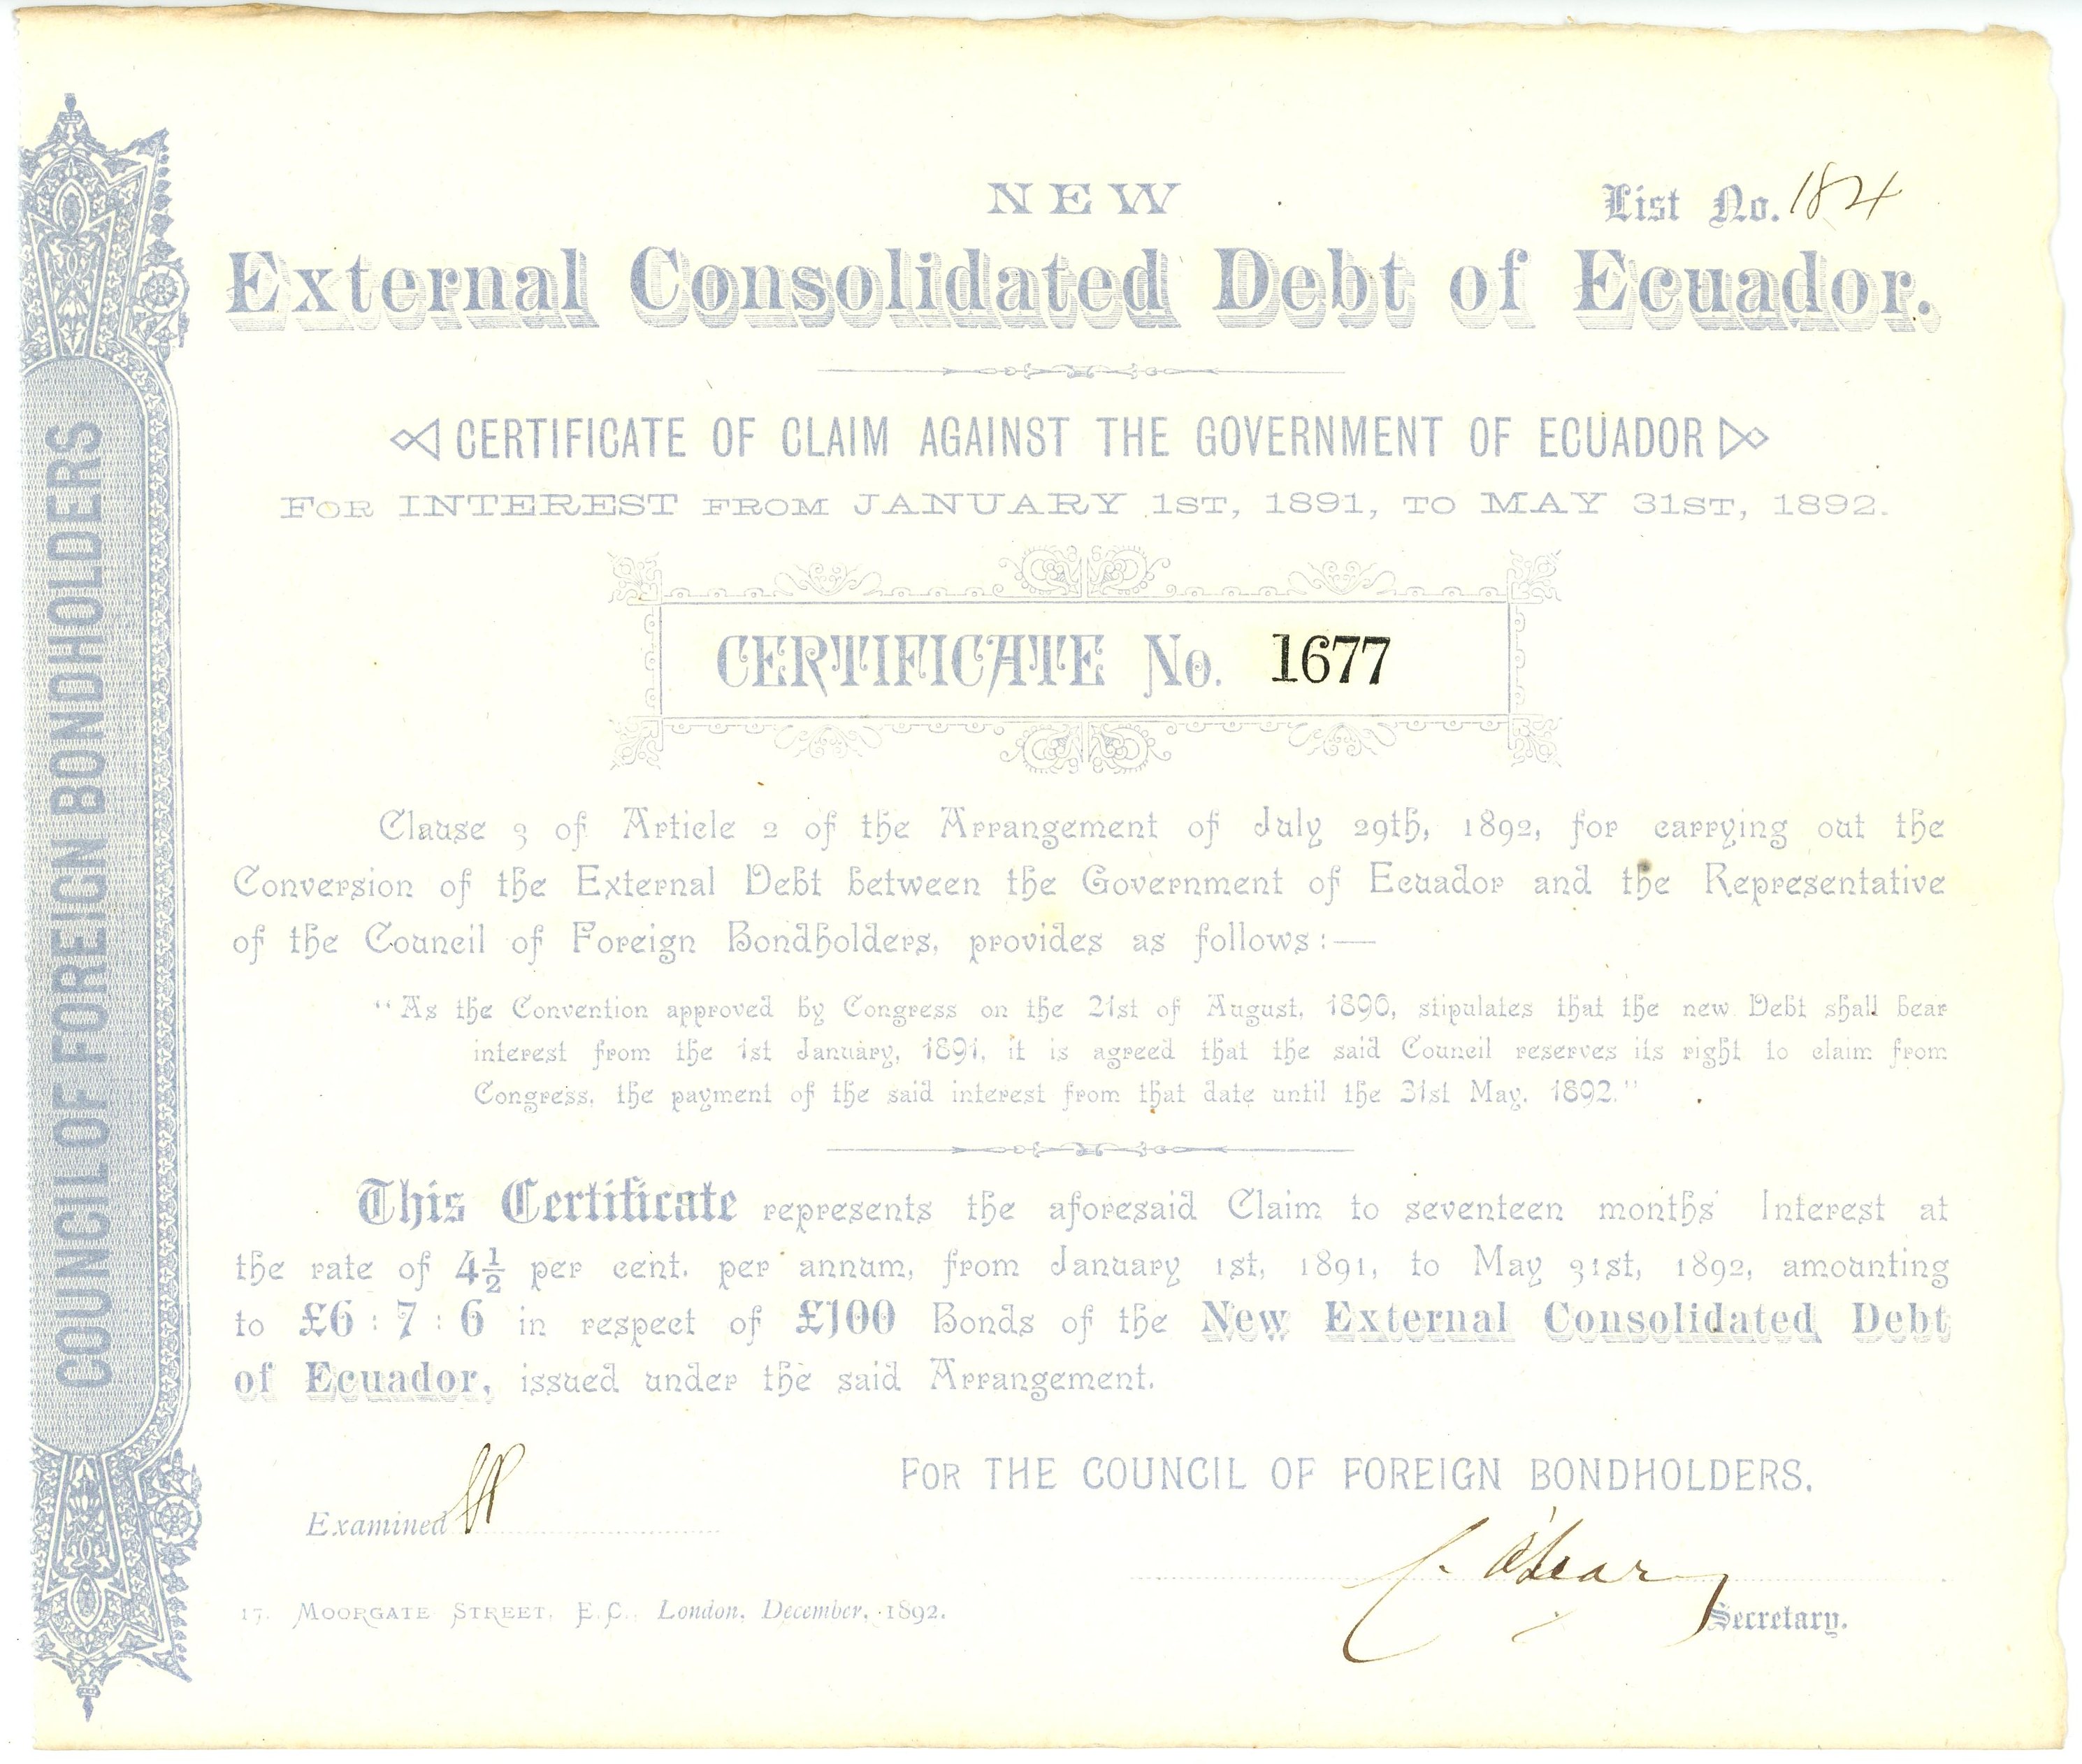 COUNCIL OF FOREIGN BONDHOLDERS
NEW
List No. 184
External Consolidated Debt of Ecuador.
CERTIFICATE OF CLAIM AGAINST THE GOVERNMENT OF ECUADOR
FOR INTEREST FROM JANUARY 1ST, 1891, TO MAY 31ST, 1892.
CERTIFICATE No. 1677
Clause 3 of Article 2 of the Arrangement of July 29th, 1892, for carrying out the
Conversion of the External Debt between the Government of Ecuador and the Representative
of the Council of Foreign Bondholders, provides as follows:—
“As the Convention approved by Congress on the 21st of August, 1890, stipulates that the new Debt shall bear
interest from the 1st January, 1891, it is agreed that the said Council reserves its right to claim from
Congress, the payment of the said interest from that date until the 31st May, 1892.”
This Certificate represents the aforesaid Claim to seventeen months' Interest at
the rate of 4½ per cent. per annum, from January 1st, 1891, to May 31st, 1892, amounting
to £6 : 7 : 6 in respect of £100 Bonds of the New External Consolidated Debt
of Ecuador, issued under the said Arrangement.
FOR THE COUNCIL OF FOREIGN BONDHOLDERS.
Examined
C. O'Leary
Secretary.
17, MOORGATE STREET, E.C., London, December, 1892.